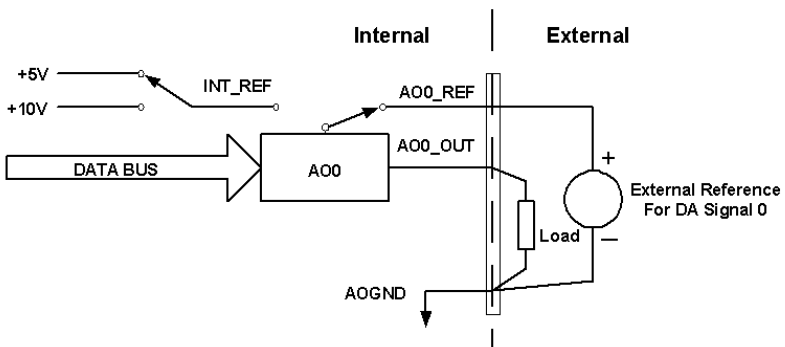 Internal
External
+5V
INT_REF
+10V
AO0_REF
AO0_OUT
DATA BUS
AO0
+
External Reference
For DA Signal 0
Load
—
AOGND